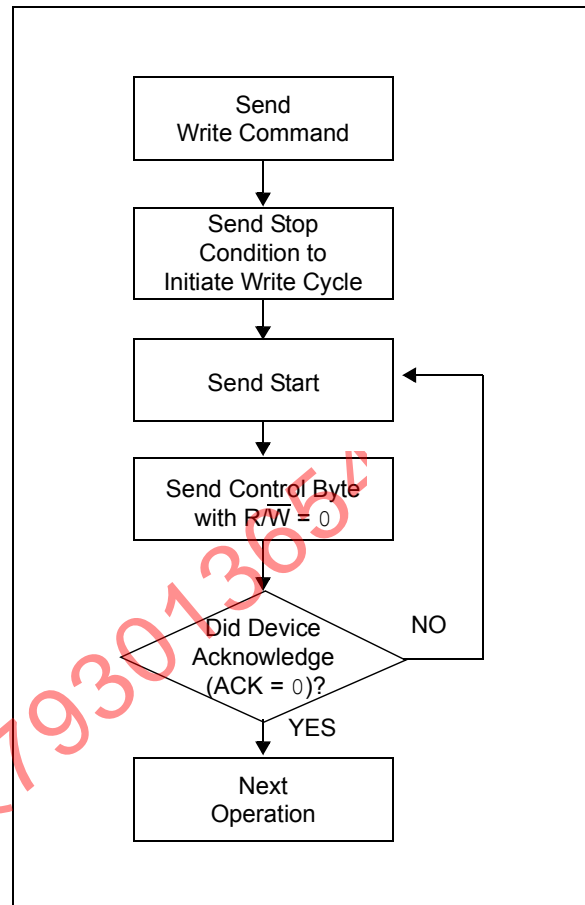 Send
Write Command
Send Stop
Condition to
Initiate Write Cycle
Send Start
Send Control Byte
with R/W̅ = 0
Did Device
Acknowledge
(ACK = 0)?
NO
YES
Next
Operation